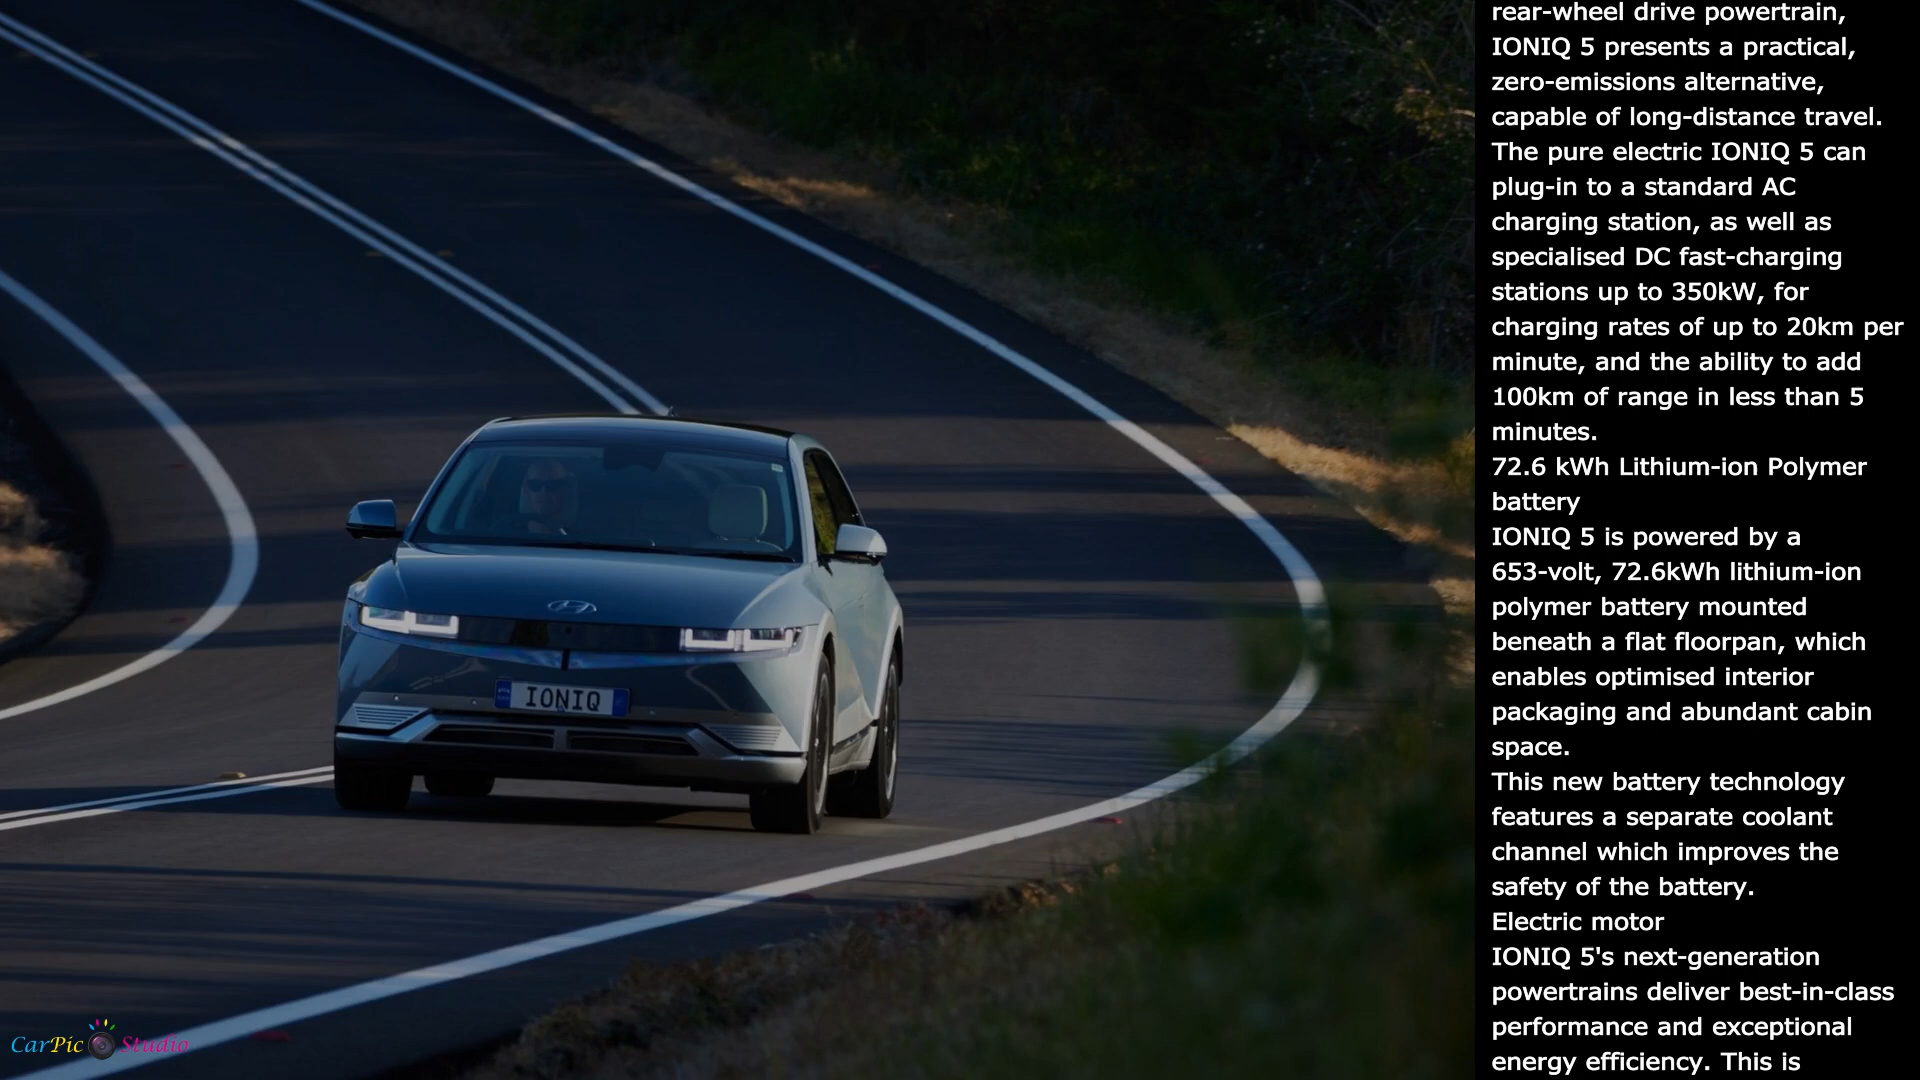 rear-wheel drive powertrain,
IONIQ 5 presents a practical,
zero-emissions alternative,
capable of long-distance travel.
The pure electric IONIQ 5 can
plug-in to a standard AC
charging station, as well as
specialised DC fast-charging
stations up to 350kW, for
charging rates of up to 20km per
minute, and the ability to add
100km of range in less than 5
minutes.
72.6 kWh Lithium-ion Polymer
battery
IONIQ 5 is powered by a
653-volt, 72.6kWh lithium-ion
polymer battery mounted
beneath a flat floorpan, which
enables optimised interior
packaging and abundant cabin
space.
This new battery technology
features a separate coolant
channel which improves the
safety of the battery.
Electric motor
IONIQ 5's next-generation
powertrains deliver best-in-class
performance and exceptional
energy efficiency. This is
IONIQ
CarPic Studio